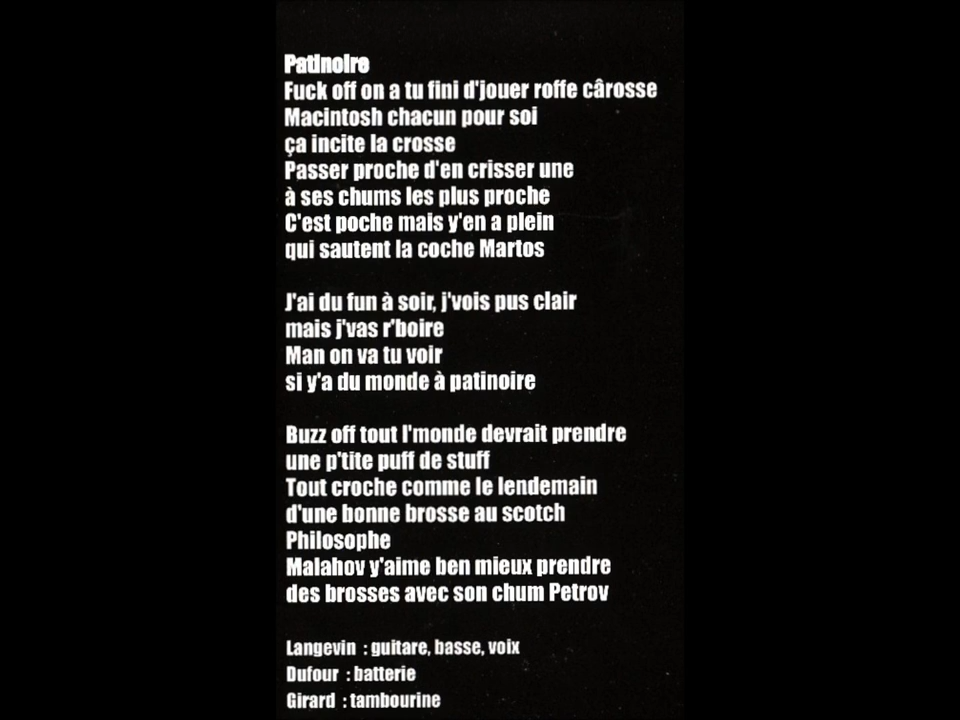 Patinoire
Fuck off on a tu fini d'jouer roffe cârosse
Macintosh chacun pour soi
ça incite la crosse
Passer proche d'en crisser une
à ses chums les plus proche
C'est poche mais y'en a plein
qui sautent la coche Martos

J'ai du fun à soir, j'vois pus clair
mais j'vas r'boire
Man on va tu voir
si y'a du monde à patinoire

Buzz off tout l'monde devrait prendre
une p'tite puff de stuff
Tout croche comme le lendemain
d'une bonne brosse au scotch
Philosophe
Malahov y'aime ben mieux prendre
des brosses avec son chum Petrov

Langevin : guitare, basse, voix
Dufour : batterie
Girard : tambourine